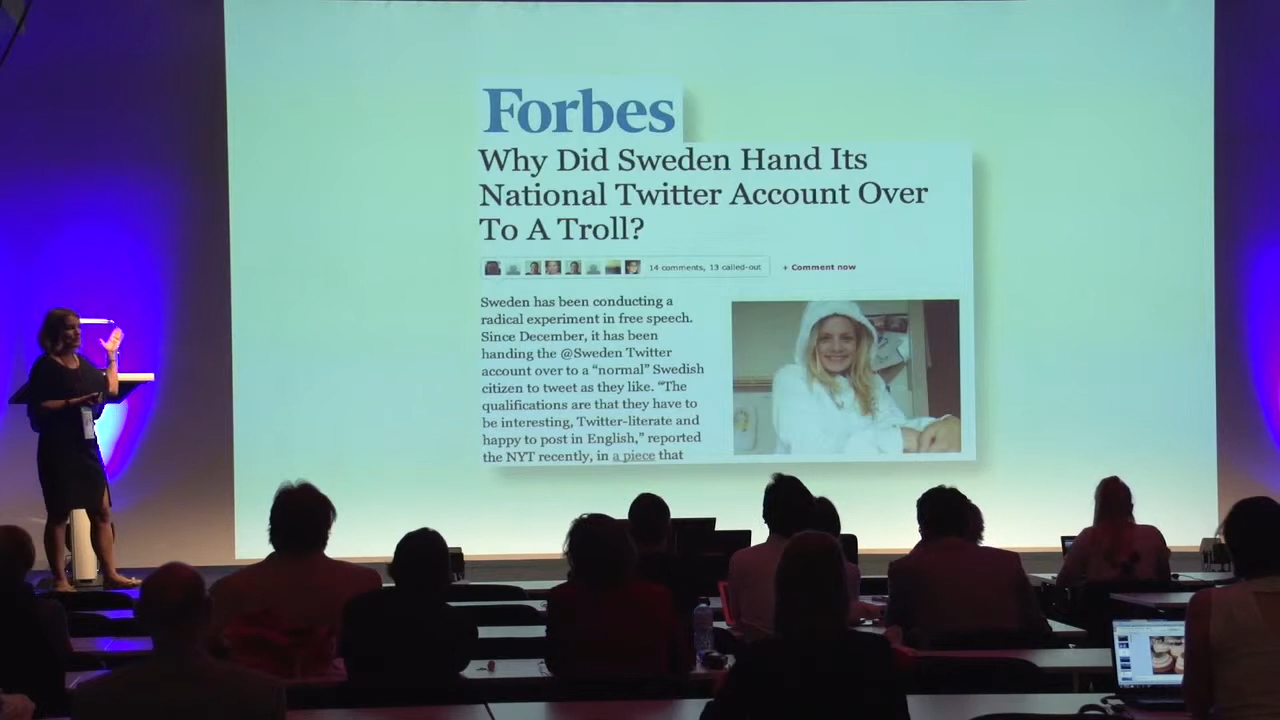 Forbes
Why Did Sweden Hand Its
National Twitter Account Over
To A Troll?
14 comments, 13 called-out
+ Comment now
Sweden has been conducting a
radical experiment in free speech.
Since December, it has been
handing the @Sweden Twitter
account over to a “normal” Swedish
citizen to tweet as they like. “The
qualifications are that they have to
be interesting, Twitter-literate and
happy to post in English,” reported
the NYT recently, in a piece that